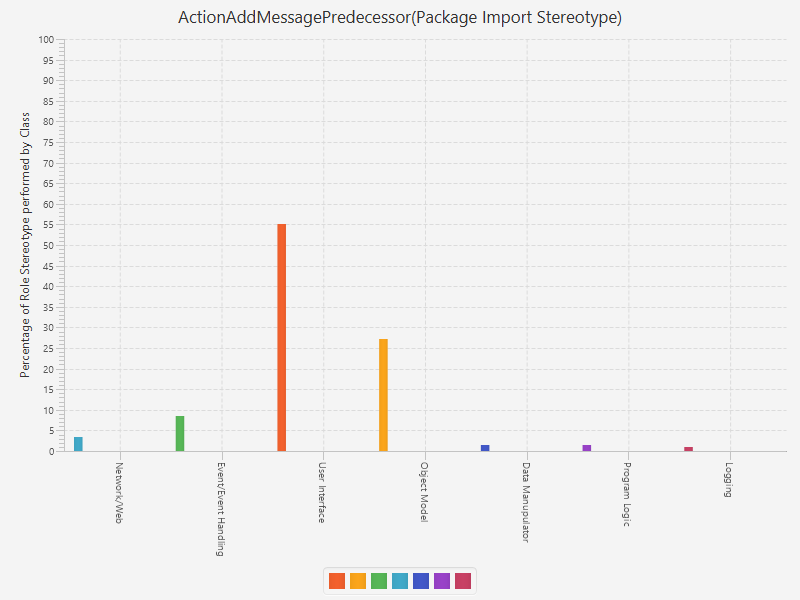 ActionAddMessagePredecessor(Package Import Stereotype)
Percentage of Role Stereotype performed by Class
100
95
90
85
80
75
70
65
60
55
50
45
40
35
30
25
20
15
10
5
0
Network/Web
Event/Event Handling
User Interface
Object Model
Data Manupulator
Program Logic
Logging